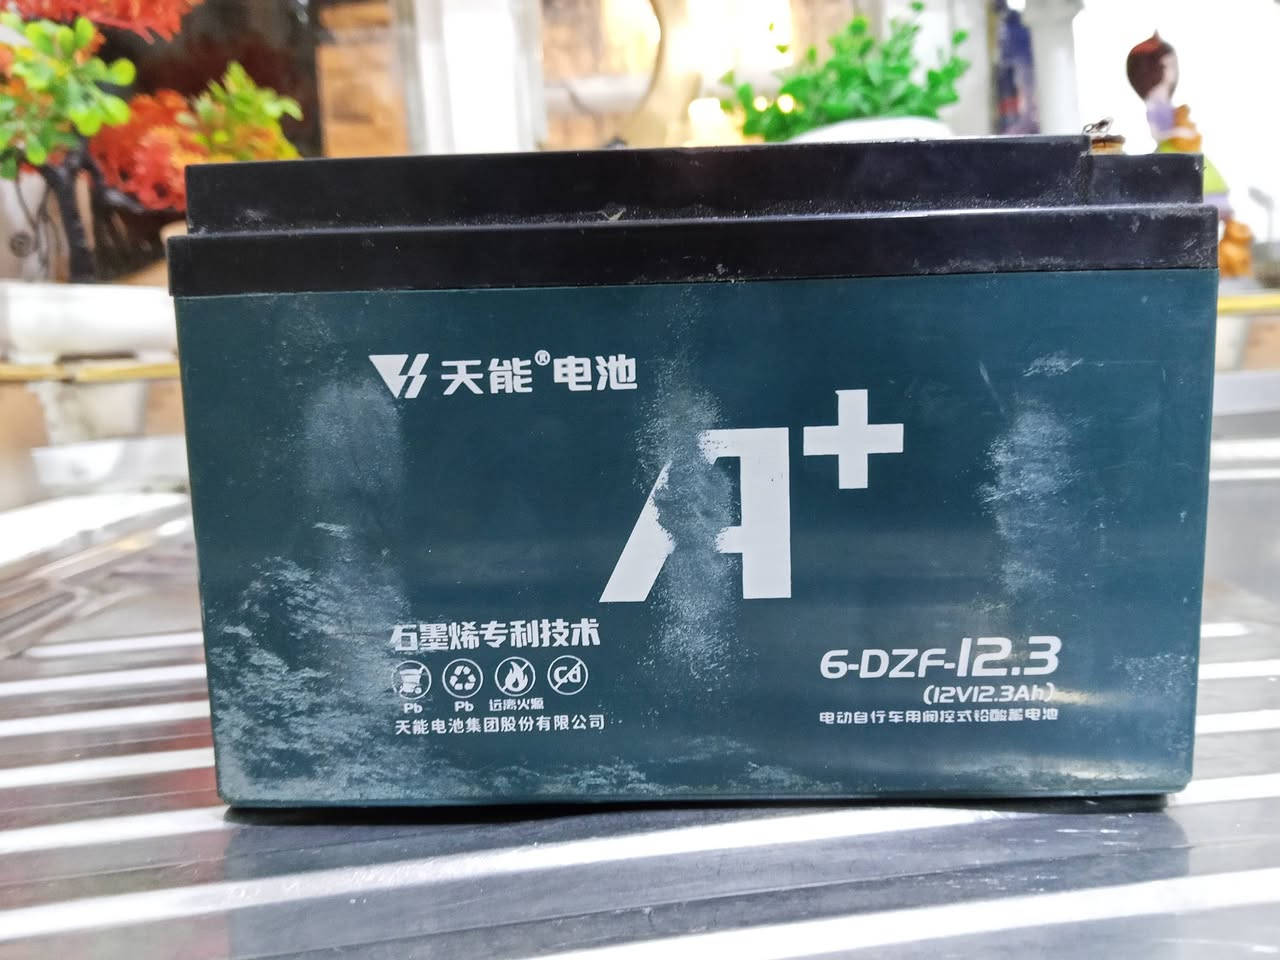 天能®电池
A+
石墨烯专利技术
Pb Pb 远离火源 Cd
天能电池集团股份有限公司
6-DZF-12.3
(12V12.3Ah)
电动自行车用阀控式铅酸蓄电池